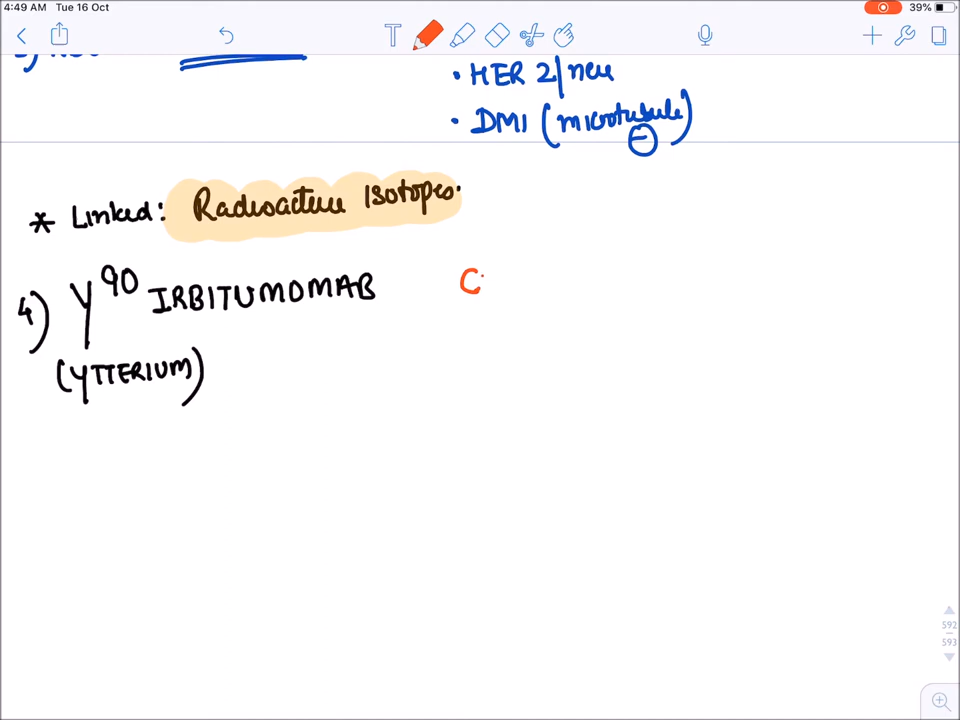 4:49 AM Tue 16 Oct
39%
T
• HER 2/neu
• DM1 (microtubule)
* Linked: Radioactive Isotopes.
4) Y90 IRBITUMOMAB C
(YTTERIUM)
592
593